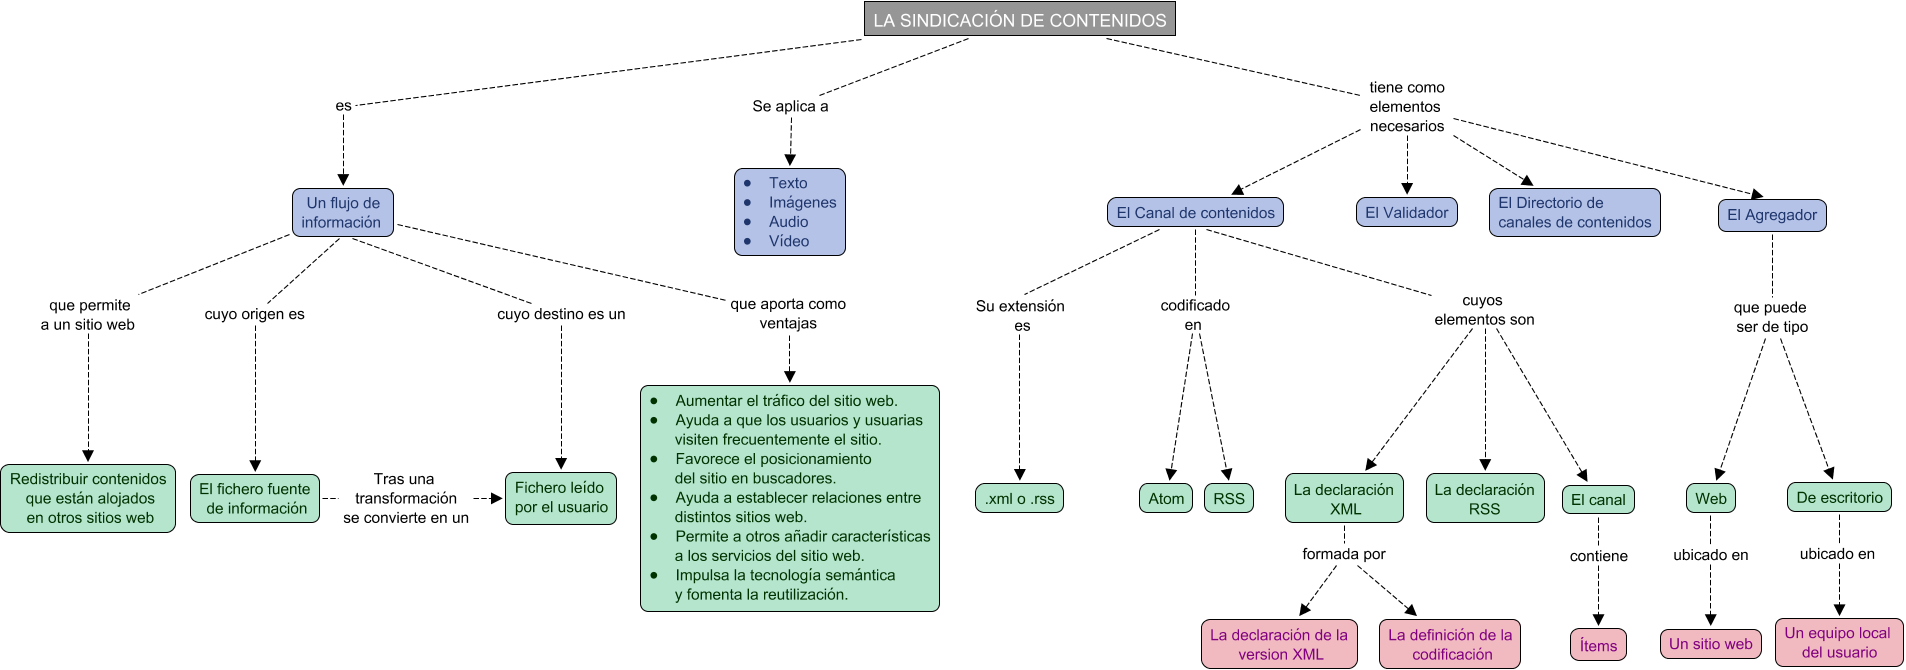 LA SINDICACIÓN DE CONTENIDOS
es
Se aplica a
tiene como
elementos
necesarios
Un flujo de
información
● Texto
● Imágenes
● Audio
● Vídeo
El Canal de contenidos
El Validador
El Directorio de
canales de contenidos
El Agregador
que permite
a un sitio web
cuyo origen es
cuyo destino es un
que aporta como
ventajas
Su extensión
es
codificado
en
cuyos
elementos son
que puede
ser de tipo
Redistribuir contenidos
que están alojados
en otros sitios web
El fichero fuente
de información
Tras una
transformación
se convierte en un
Fichero leído
por el usuario
● Aumentar el tráfico del sitio web.
● Ayuda a que los usuarios y usuarias
visiten frecuentemente el sitio.
● Favorece el posicionamiento
del sitio en buscadores.
● Ayuda a establecer relaciones entre
distintos sitios web.
● Permite a otros añadir características
a los servicios del sitio web.
● Impulsa la tecnología semántica
y fomenta la reutilización.
.xml o .rss
Atom
RSS
La declaración
XML
La declaración
RSS
El canal
Web
De escritorio
formada por
contiene
ubicado en
ubicado en
La declaración de la
version XML
La definición de la
codificación
Ítems
Un sitio web
Un equipo local
del usuario